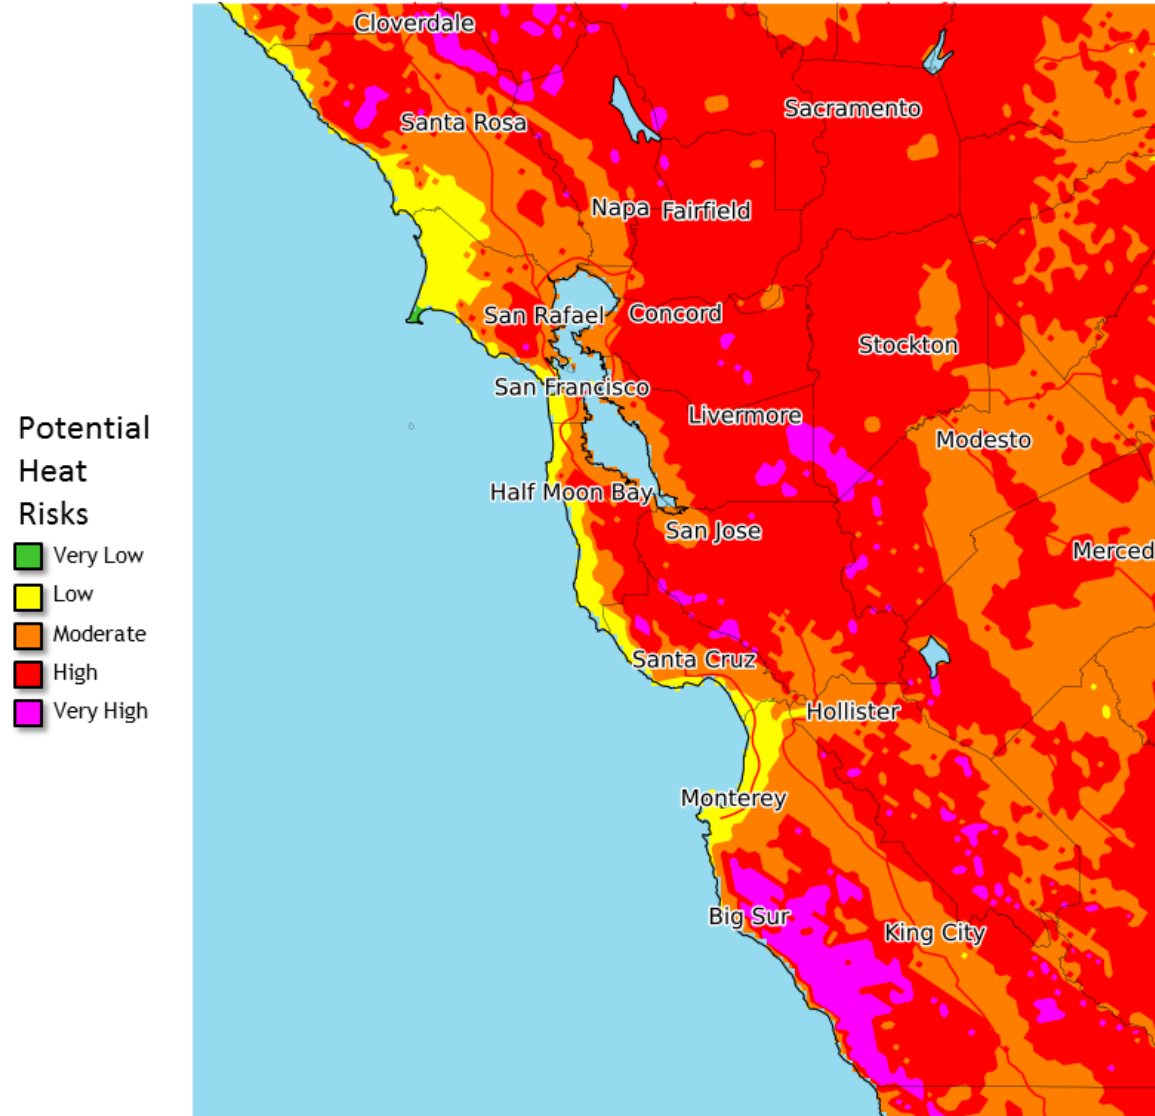 Cloverdale
Sacramento
Santa Rosa
Napa
Fairfield
San Rafael
Concord
Stockton
San Francisco
Livermore
Modesto
Half Moon Bay
San Jose
Merced
Santa Cruz
Hollister
Monterey
Big Sur
King City
Potential
Heat
Risks
Very Low
Low
Moderate
High
Very High